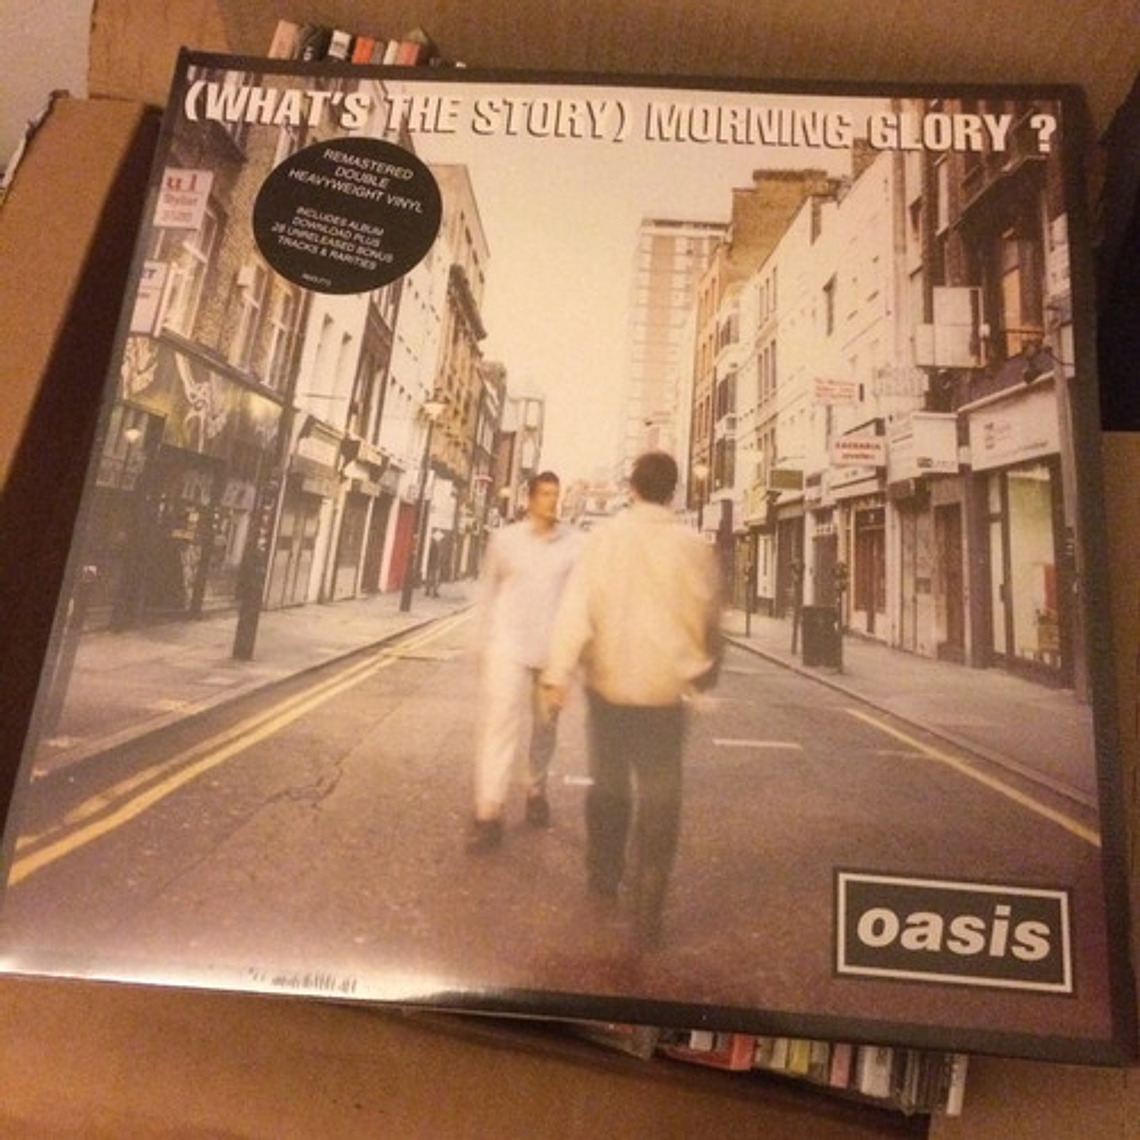 (WHAT'S THE STORY) MORNING GLORY ?
REMASTERED
DOUBLE
HEAVYWEIGHT VINYL
INCLUDES ALBUM
DOWNLOAD PLUS
28 UNRELEASED BONUS
TRACKS & RARITIES
oasis